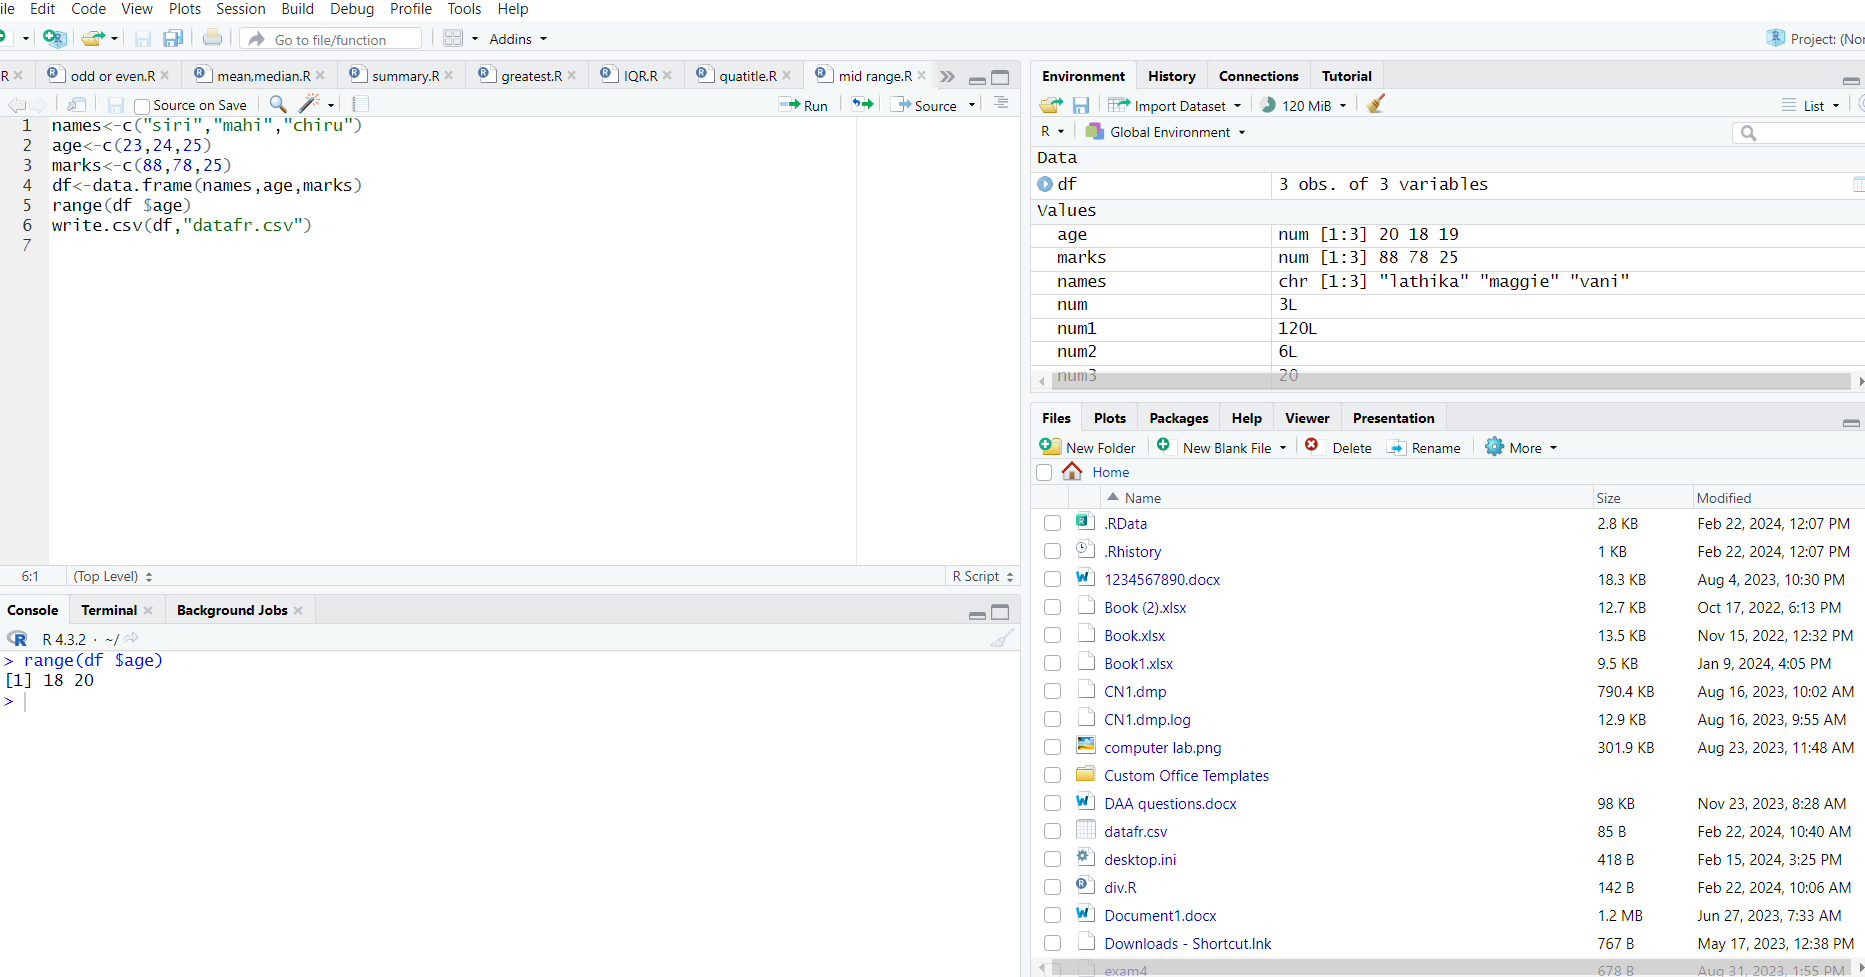 ile Edit Code View Plots Session Build Debug Profile Tools Help
Go to file/function Addins Project: (Nor
R odd or even.R mean,median.R summary.R greatest.R IQR.R quatitle.R mid range.R
Source on Save Run Source
1 names<-c("siri","mahi","chiru")
2 age<-c(23,24,25)
3 marks<-c(88,78,25)
4 df<-data.frame(names,age,marks)
5 range(df $age)
6 write.csv(df,"datafr.csv")
7
6:1 (Top Level) R Script
Console Terminal Background Jobs
R R 4.3.2 · ~/
> range(df $age)
[1] 18 20
>
Environment History Connections Tutorial
Import Dataset 120 MiB List
R Global Environment
Data
df 3 obs. of 3 variables
Values
age num [1:3] 20 18 19
marks num [1:3] 88 78 25
names chr [1:3] "lathika" "maggie" "vani"
num 3L
num1 120L
num2 6L
num3 20
Files Plots Packages Help Viewer Presentation
New Folder New Blank File Delete Rename More
Home
Name Size Modified
.RData 2.8 KB Feb 22, 2024, 12:07 PM
.Rhistory 1 KB Feb 22, 2024, 12:07 PM
1234567890.docx 18.3 KB Aug 4, 2023, 10:30 PM
Book (2).xlsx 12.7 KB Oct 17, 2022, 6:13 PM
Book.xlsx 13.5 KB Nov 15, 2022, 12:32 PM
Book1.xlsx 9.5 KB Jan 9, 2024, 4:05 PM
CN1.dmp 790.4 KB Aug 16, 2023, 10:02 AM
CN1.dmp.log 12.9 KB Aug 16, 2023, 9:55 AM
computer lab.png 301.9 KB Aug 23, 2023, 11:48 AM
Custom Office Templates
DAA questions.docx 98 KB Nov 23, 2023, 8:28 AM
datafr.csv 85 B Feb 22, 2024, 10:40 AM
desktop.ini 418 B Feb 15, 2024, 3:25 PM
div.R 142 B Feb 22, 2024, 10:06 AM
Document1.docx 1.2 MB Jun 27, 2023, 7:33 AM
Downloads - Shortcut.lnk 767 B May 17, 2023, 12:38 PM
exam4 678 B Aug 31, 2023, 1:55 PM